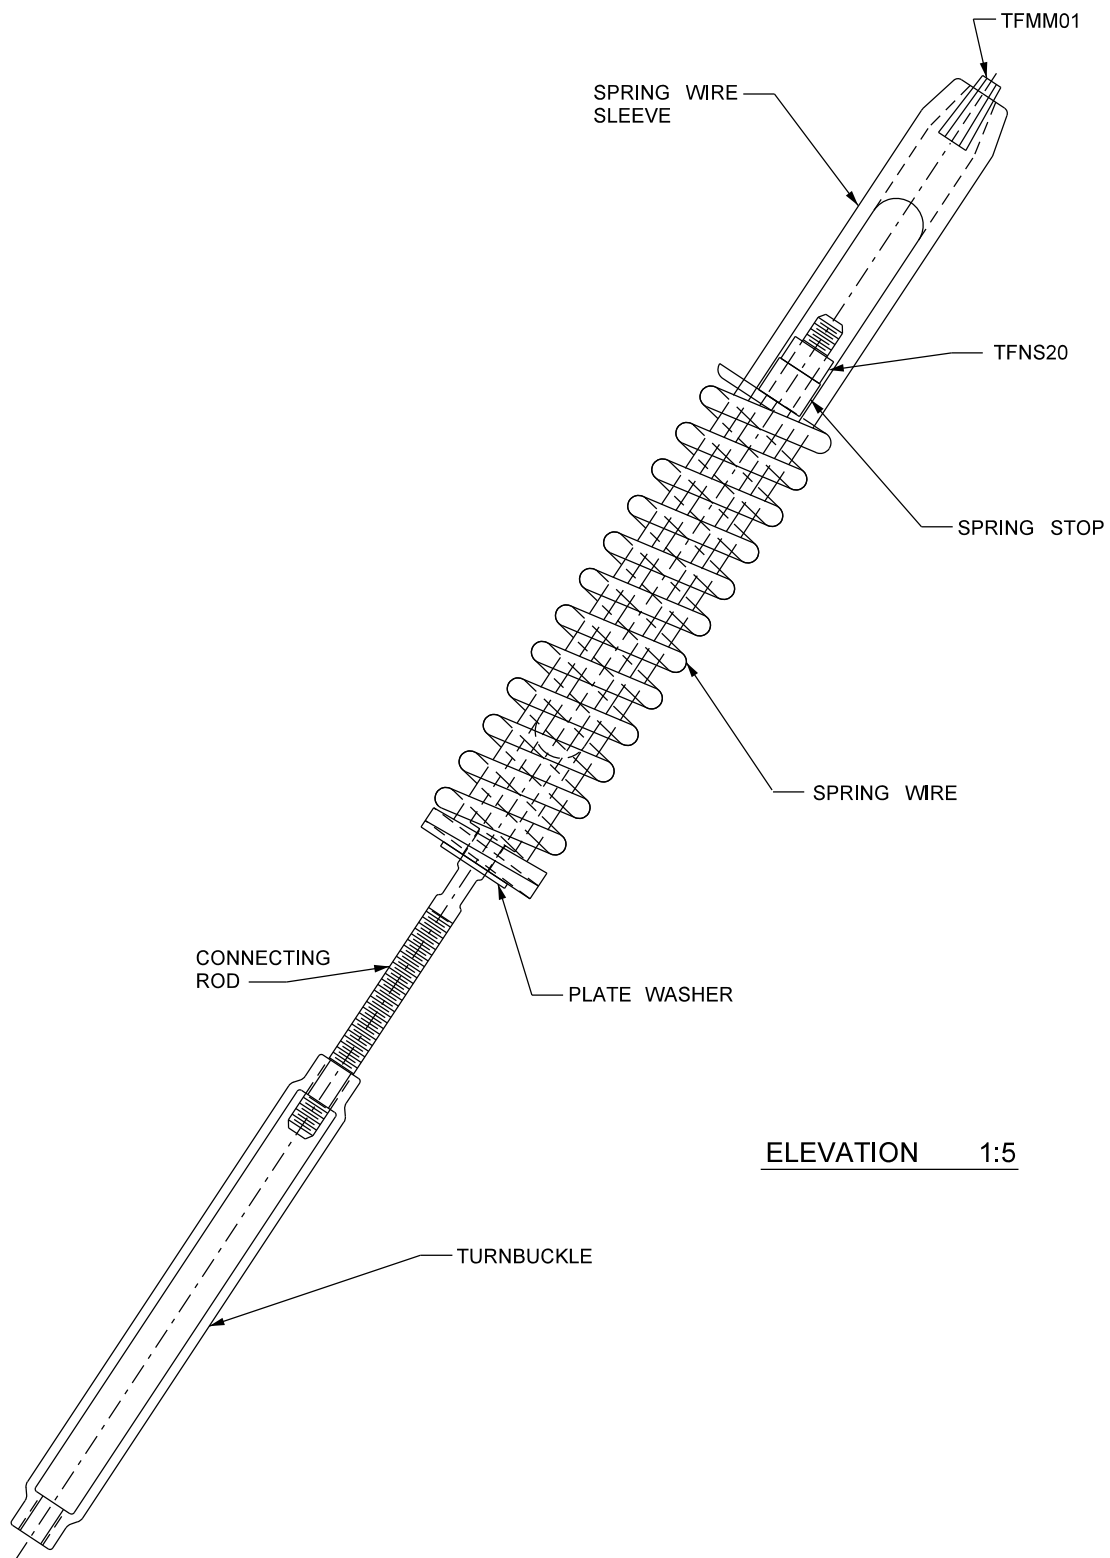 TFMM01
SPRING WIRE
SLEEVE
TFNS20
SPRING STOP
SPRING WIRE
CONNECTING
ROD
PLATE WASHER
ELEVATION 1:5
TURNBUCKLE